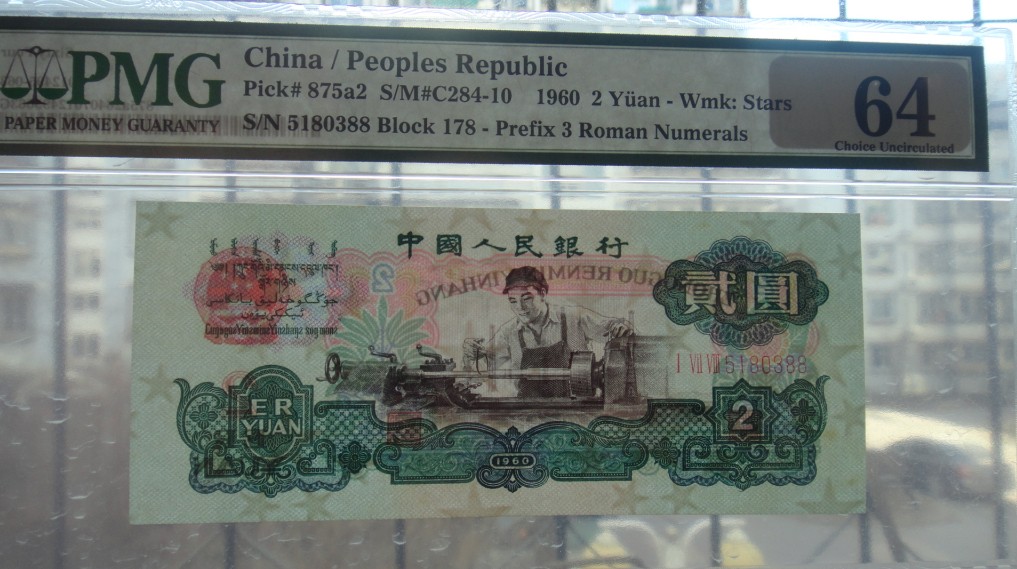 PMG
PAPER MONEY GUARANTY
China / Peoples Republic
Pick# 875a2 S/M#C284-10 1960 2 Yüan - Wmk: Stars
S/N 5180388 Block 178 - Prefix 3 Roman Numerals
64
Choice Uncirculated
中國人民銀行
貳圓
I VII VIII 5180388
ER
YUAN
2
1960